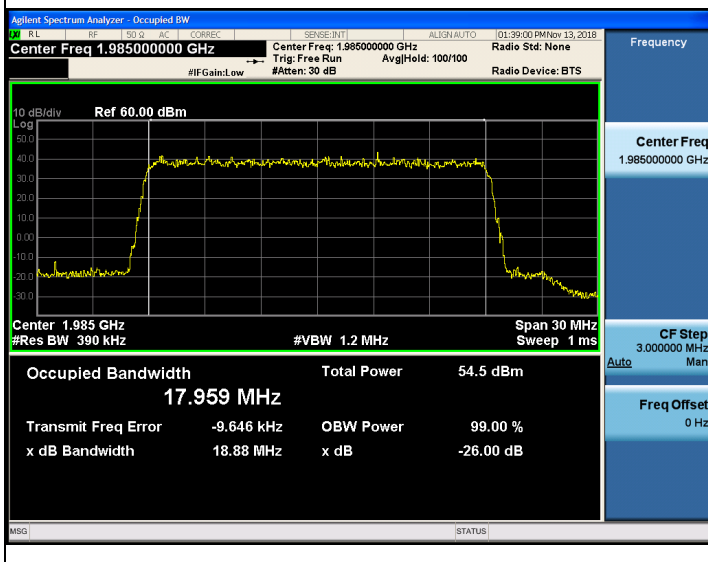 Agilent Spectrum Analyzer - Occupied BW
LXI RL RF 50 Ω AC CORREC SENSE:INT ALIGN AUTO 01:39:00 PM Nov 13, 2018
Center Freq 1.985000000 GHz
Center Freq: 1.985000000 GHz
Radio Std: None
Trig: Free Run Avg|Hold: 100/100
#IFGain:Low
#Atten: 30 dB
Radio Device: BTS
Frequency
10 dB/div Ref 60.00 dBm
Log
50.0
40.0
30.0
20.0
10.0
0.00
-10.0
-20.0
-30.0
Center 1.985 GHz
Span 30 MHz
#Res BW 390 kHz
#VBW 1.2 MHz
Sweep 1 ms
Occupied Bandwidth
17.959 MHz
Total Power 54.5 dBm
Transmit Freq Error -9.646 kHz
OBW Power 99.00 %
x dB Bandwidth 18.88 MHz
x dB -26.00 dB
Center Freq
1.985000000 GHz
CF Step
3.000000 MHz
Auto Man
Freq Offset
0 Hz
MSG
STATUS